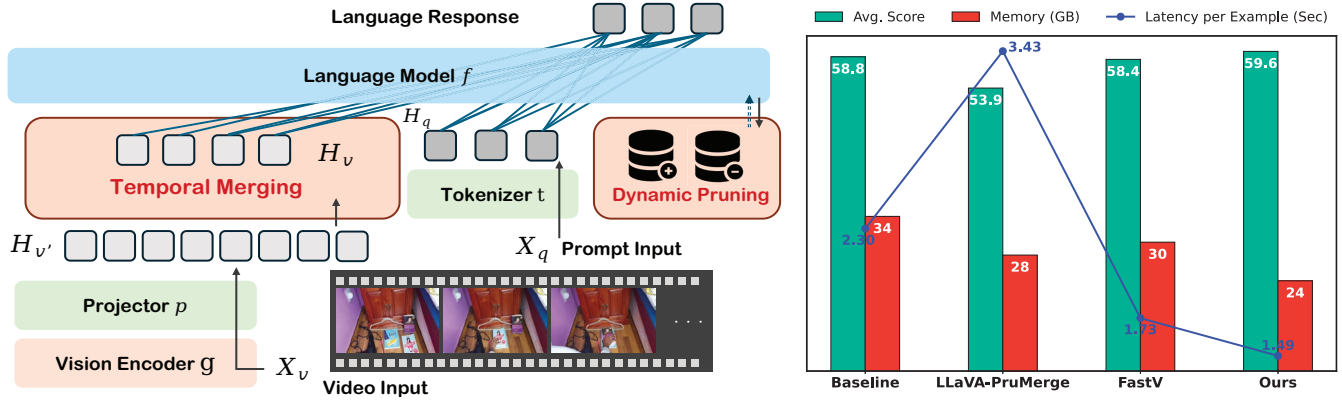 Language Response
Language Model f
H_q
H_v
Temporal Merging
Tokenizer t
Dynamic Pruning
H_v'
X_q Prompt Input
Projector p
Vision Encoder g
X_v
. . .
Video Input
Avg. Score
Memory (GB)
Latency per Example (Sec)
58.8
34
2.30
53.9
28
3.43
58.4
30
1.73
59.6
24
1.49
Baseline
LLaVA-PruMerge
FastV
Ours